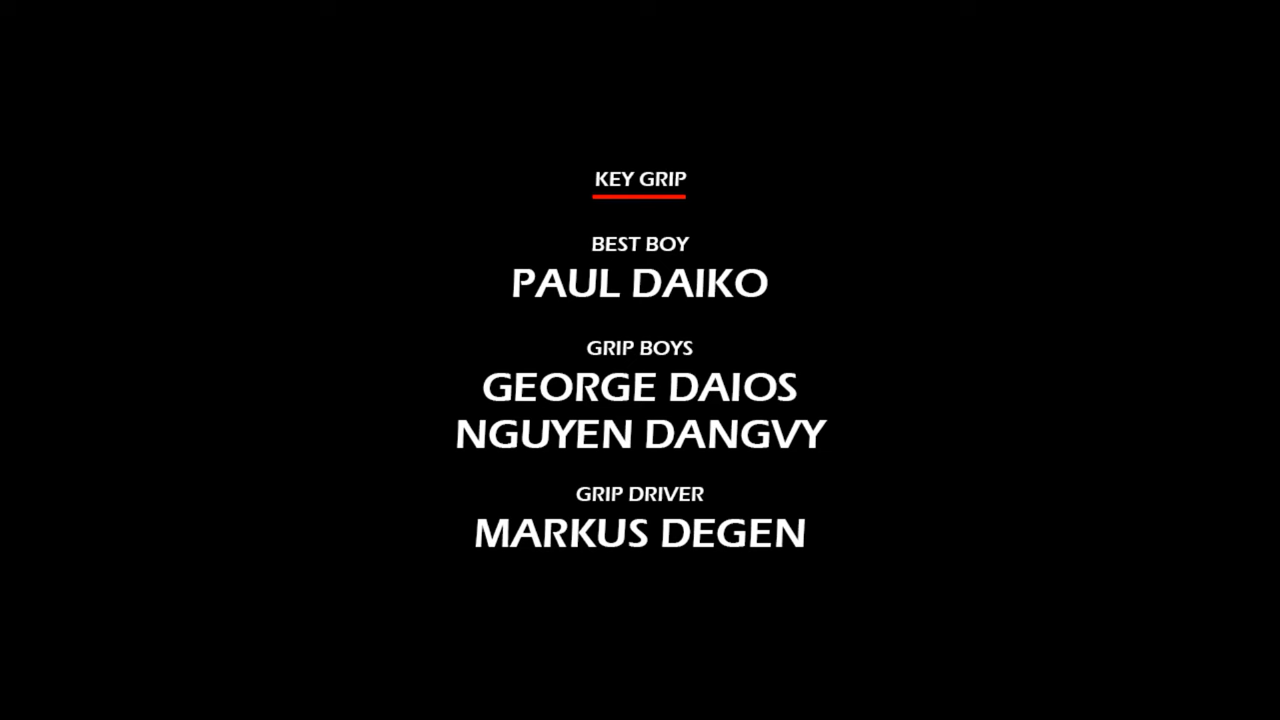 KEY GRIP
BEST BOY
PAUL DAIKO
GRIP BOYS
GEORGE DAIOS
NGUYEN DANGVY
GRIP DRIVER
MARKUS DEGEN